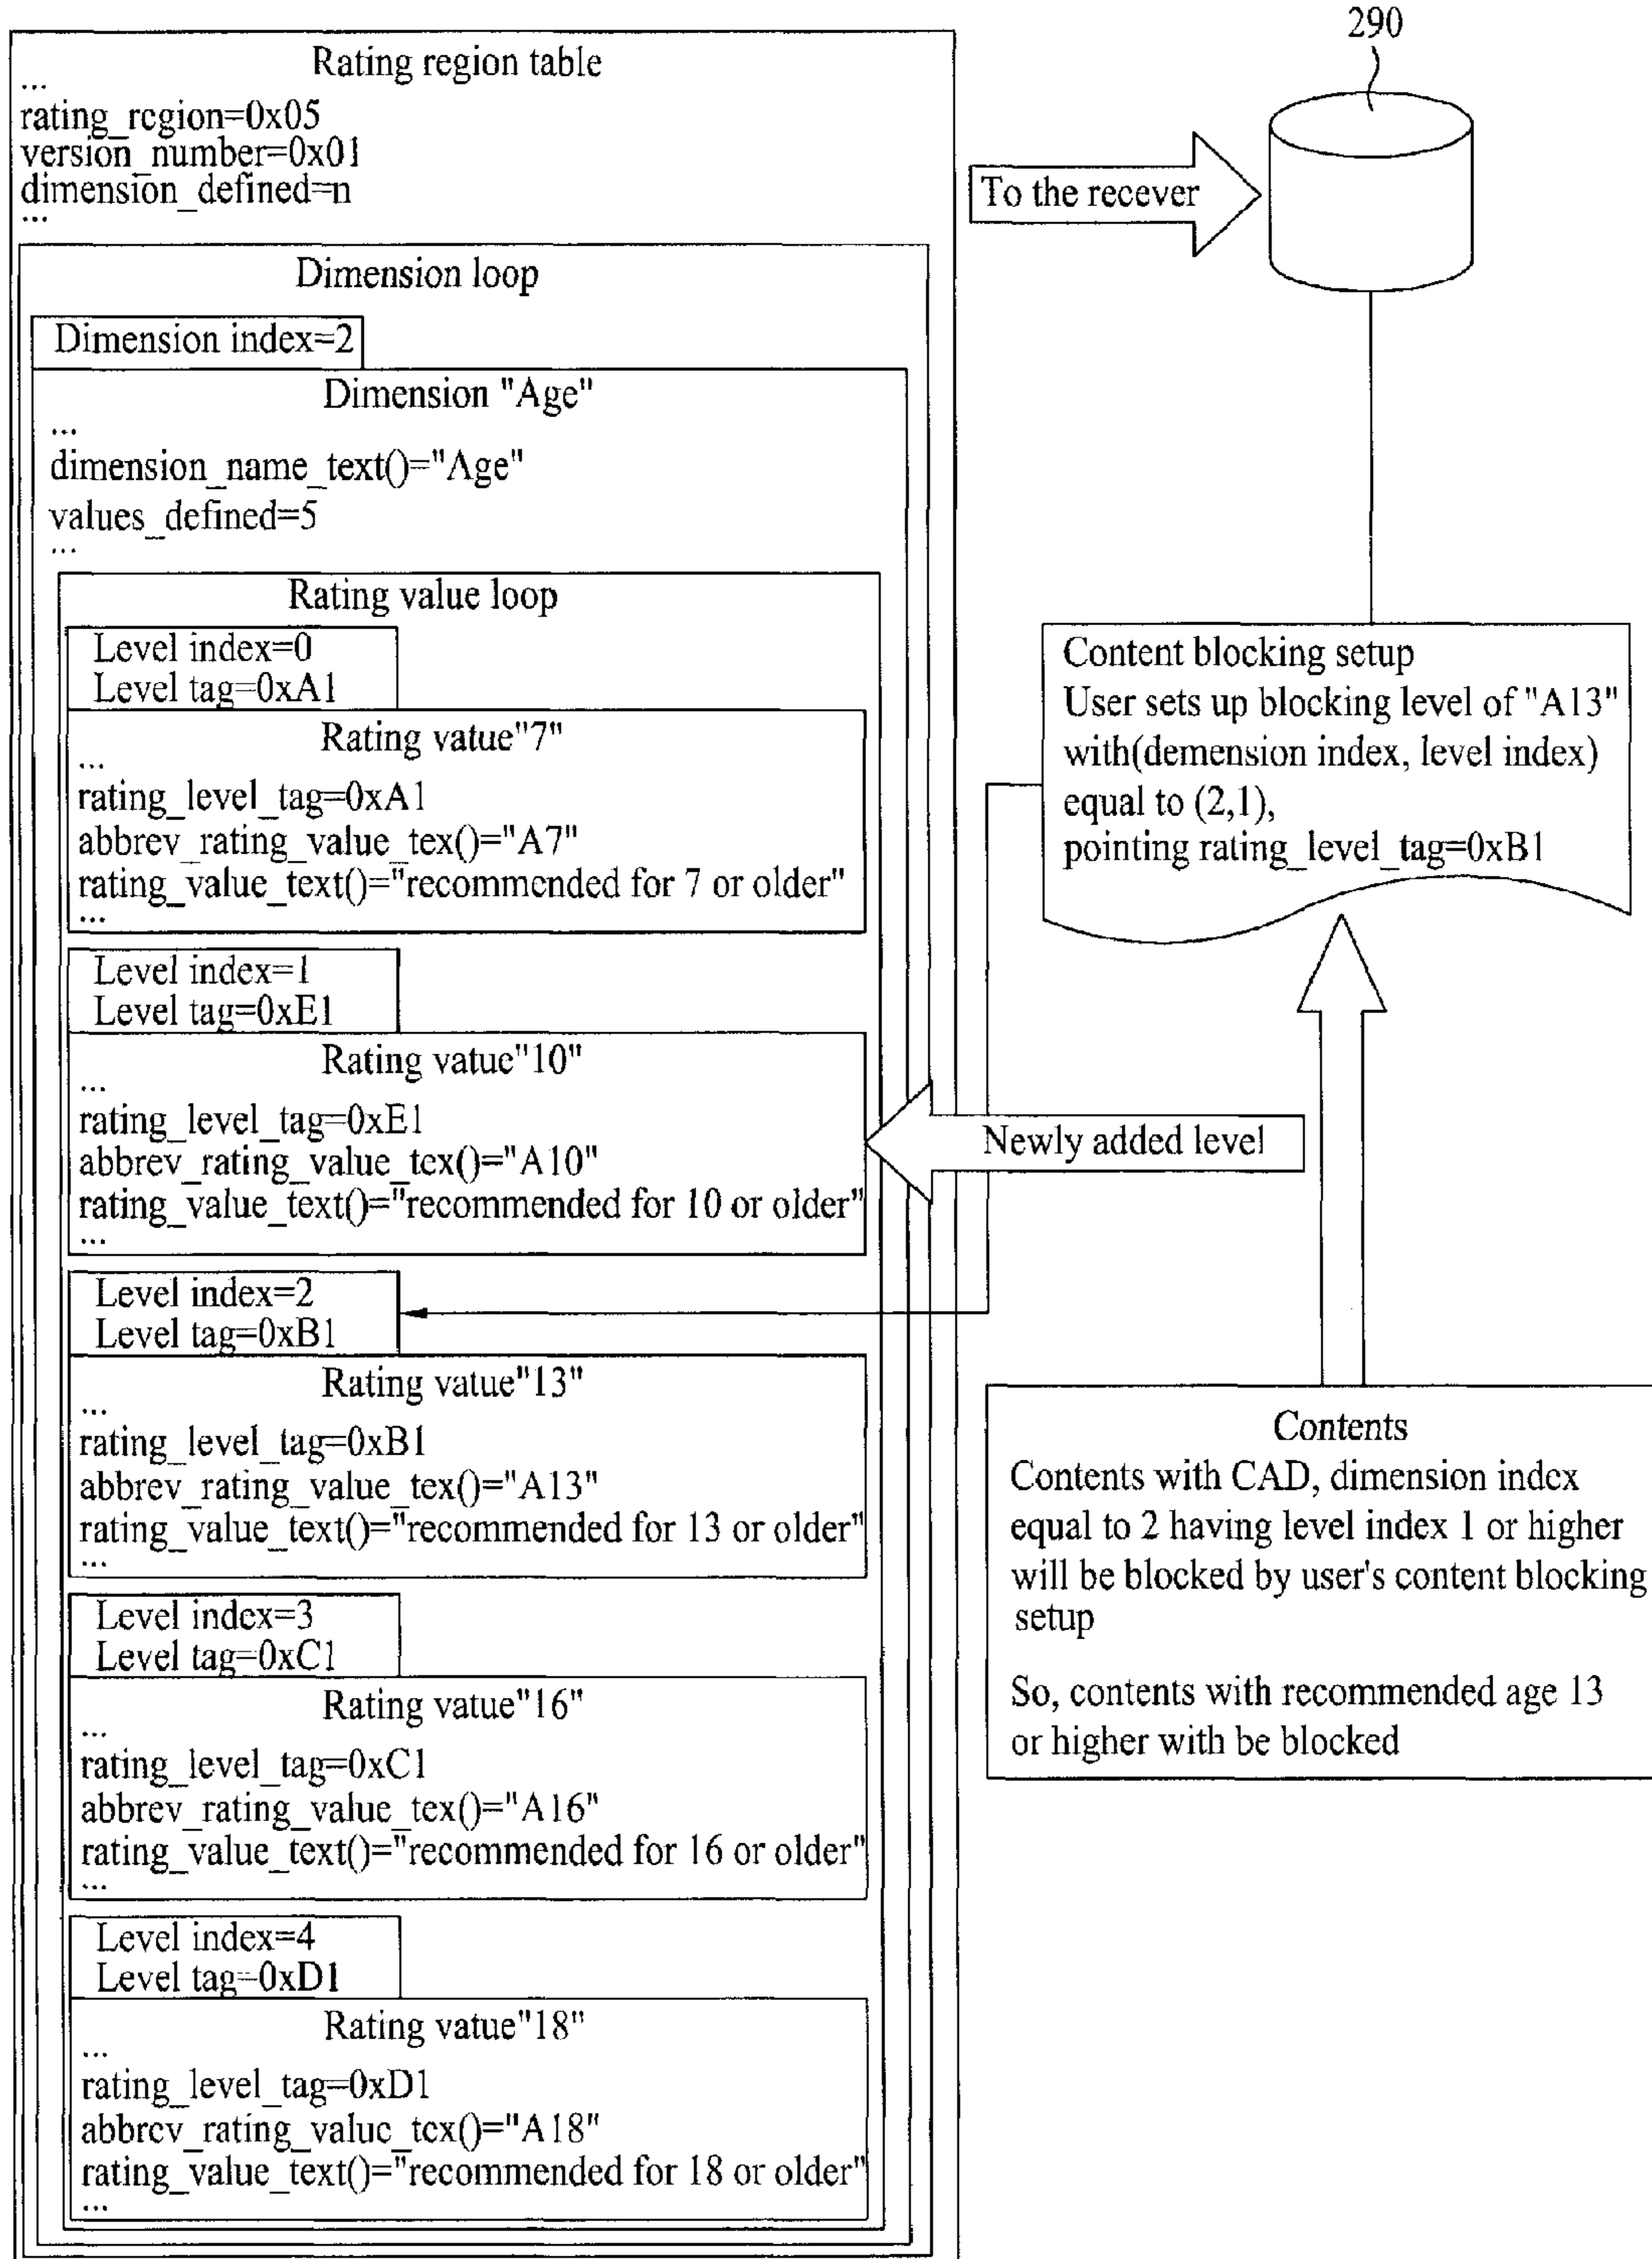 290
Rating region table
...
rating_region=0x05
version_number=0x01
dimension_defined=n
...
To the recever
Dimension loop
Dimension index=2
Dimension "Age"
...
dimension_name_text()="Age"
values_defined=5
...
Rating value loop
Level index=0
Level tag=0xA1
Rating vatue"7"
...
rating_level_tag=0xA1
abbrev_rating_value_tex()="A7"
rating_value_text()="recommended for 7 or older"
...
Level index=1
Level tag=0xE1
Rating vatue"10"
...
rating_level_tag=0xE1
abbrev_rating_value_tex()="A10"
rating_value_text()="recommended for 10 or older"
...
Level index=2
Level tag=0xB1
Rating vatue"13"
...
rating_level_tag=0xB1
abbrev_rating_value_tex()="A13"
rating_value_text()="recommended for 13 or older"
...
Level index=3
Level tag=0xC1
Rating vatue"16"
...
rating_level_tag=0xC1
abbrev_rating_value_tex()="A16"
rating_value_text()="recommended for 16 or older"
...
Level index=4
Level tag=0xD1
Rating vatue"18"
...
rating_level_tag=0xD1
abbrev_rating_value_tex()="A18"
rating_value_text()="recommended for 18 or older"
...
Content blocking setup
User sets up blocking level of "A13"
with(demension index, level index)
equal to (2,1),
pointing rating_level_tag=0xB1
Newly added level
Contents
Contents with CAD, dimension index
equal to 2 having level index 1 or higher
will be blocked by user's content blocking
setup
So, contents with recommended age 13
or higher with be blocked